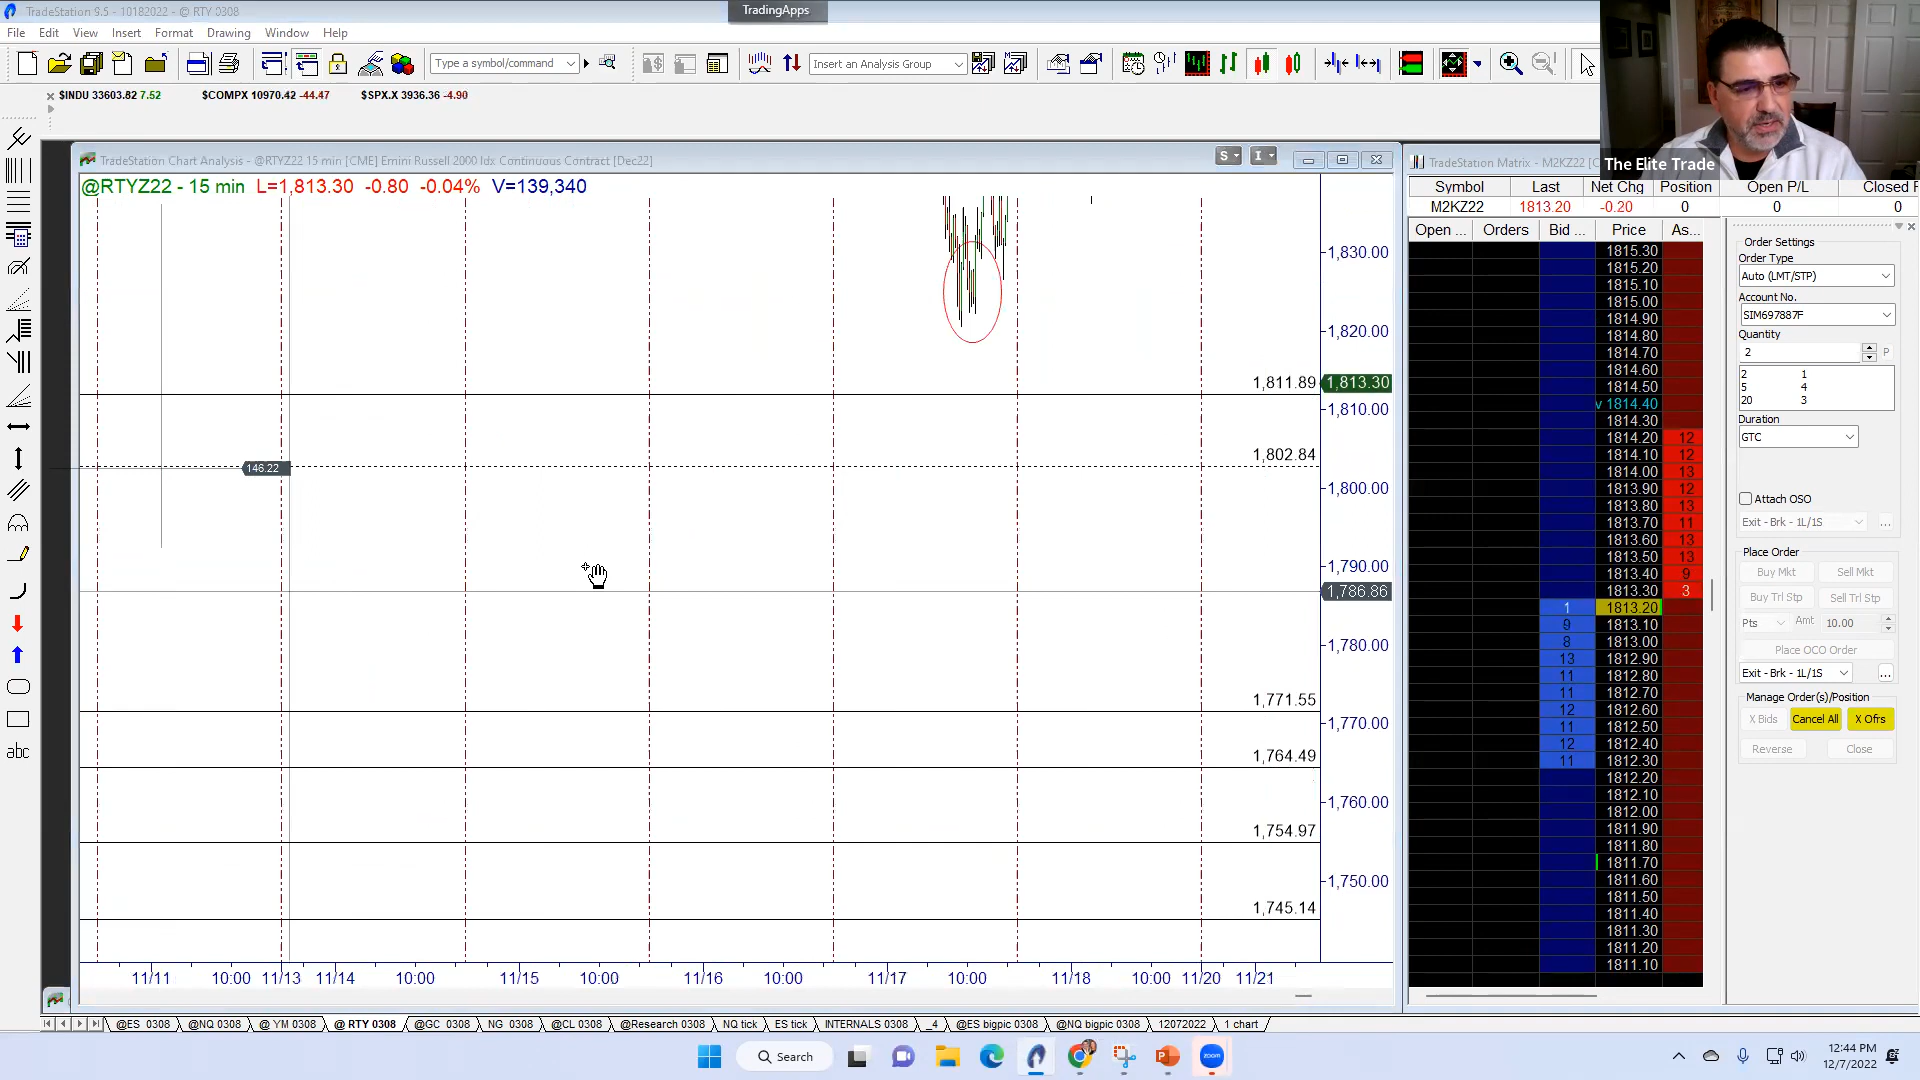 TradeStation 9.5 - 10182022 - @ RTY 0308
TradingApps
File Edit View Insert Format Drawing Window Help
Type a symbol/command
Insert an Analysis Group
$INDU 33603.82 7.52
$COMPX 10970.42 -44.47
$SPX.X 3936.36 -4.90
The Elite Trade
TradeStation Chart Analysis - @RTYZ22 15 min [CME] Emini Russell 2000 Idx Continuous Contract [Dec22]
S
I
@RTYZ22 - 15 min L=1,813.30 -0.80 -0.04% V=139,340
1,830.00
1,820.00
1,811.89
1,813.30
1,810.00
1,802.84
146.22
1,800.00
1,790.00
1,786.86
1,780.00
1,771.55
1,770.00
1,764.49
1,760.00
1,754.97
1,750.00
1,745.14
11/11 10:00 11/13 11/14 10:00 11/15 10:00 11/16 10:00 11/17 10:00 11/18 10:00 11/20 11/21
abc
TradeStation Matrix - M2KZ22 [C
Symbol Last Net Chg Position Open P/L Closed
M2KZ22 1813.20 -0.20 0 0 0
Open ... Orders Bid ... Price As...
1815.30
1815.20
1815.10
1815.00
1814.90
1814.80
1814.70
1814.60
1814.50
v 1814.40
1814.30
1814.20 12
1814.10 12
1814.00 13
1813.90 12
1813.80 13
1813.70 11
1813.60 13
1813.50 13
1813.40 9
1813.30 3
1 1813.20
9 1813.10
8 1813.00
13 1812.90
11 1812.80
11 1812.70
12 1812.60
11 1812.50
12 1812.40
11 1812.30
1812.20
1812.10
1812.00
1811.90
1811.80
1811.70
1811.60
1811.50
1811.40
1811.30
1811.20
1811.10
Order Settings
Order Type
Auto (LMT/STP)
Account No.
SIM697887F
Quantity
2
P
2 1
5 4
20 3
Duration
GTC
Attach OSO
Exit - Brk - 1L/1S
...
Place Order
Buy Mkt Sell Mkt
Buy Trl Stp Sell Trl Stp
Pts Amt 10.00
Place OCO Order
Exit - Brk - 1L/1S
...
Manage Order(s)/Position
X Bids Cancel All X Ofrs
Reverse Close
@ES 0308 @NQ 0308 @ YM 0308 @ RTY 0308 @GC 0308 NG 0308 @CL 0308 @Research 0308 NQ tick ES tick INTERNALS 0308 _4 @ES bigpic 0308 @NQ bigpic 0308 12072022 1 chart
Search
zoom
12:44 PM
12/7/2022